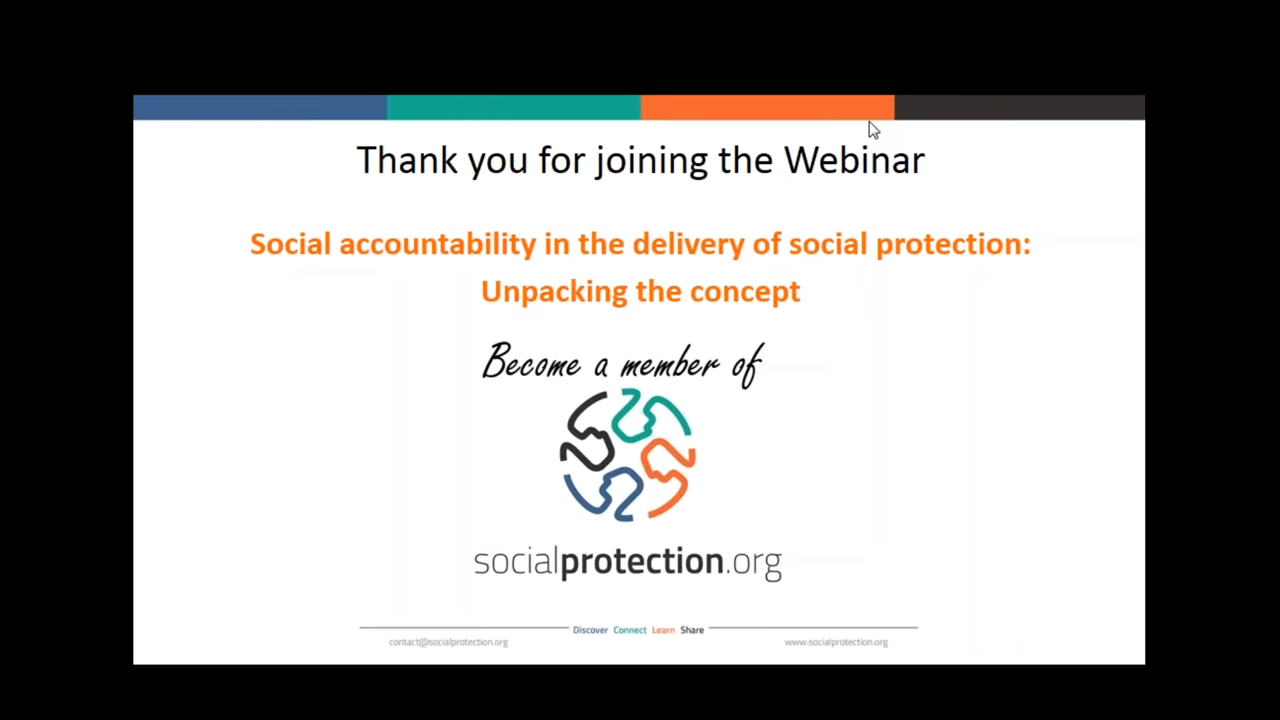 Thank you for joining the Webinar
Social accountability in the delivery of social protection:
Unpacking the concept
Become a member of
socialprotection.org
Discover Connect Learn Share
contact@socialprotection.org www.socialprotection.org